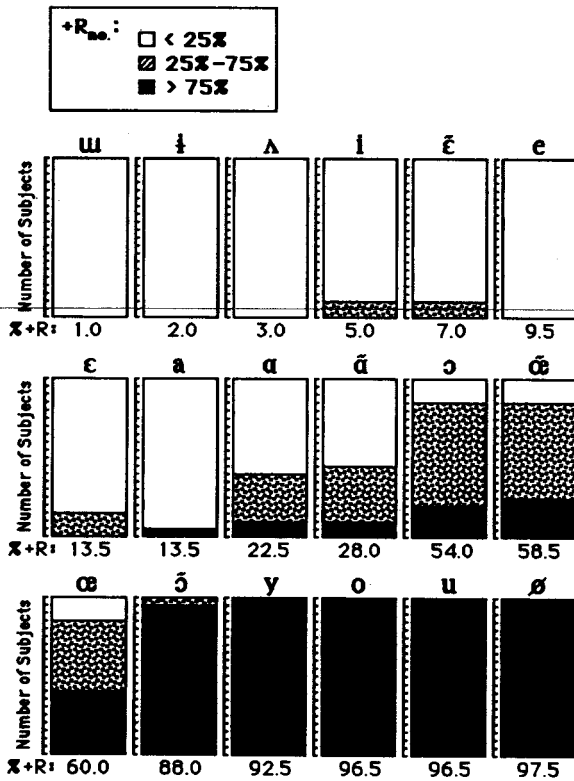 +Rno.:
< 25%
25%-75%
> 75%
ɯ ɨ ʌ i ɛ̃ e
Number of Subjects
%+R: 1.0 2.0 3.0 5.0 7.0 9.5
ɛ a ɑ ɑ̃ ɔ œ̃
Number of Subjects
%+R: 13.5 13.5 22.5 28.0 54.0 58.5
œ ɔ̃ y o u ø
Number of Subjects
%+R: 60.0 88.0 92.5 96.5 96.5 97.5